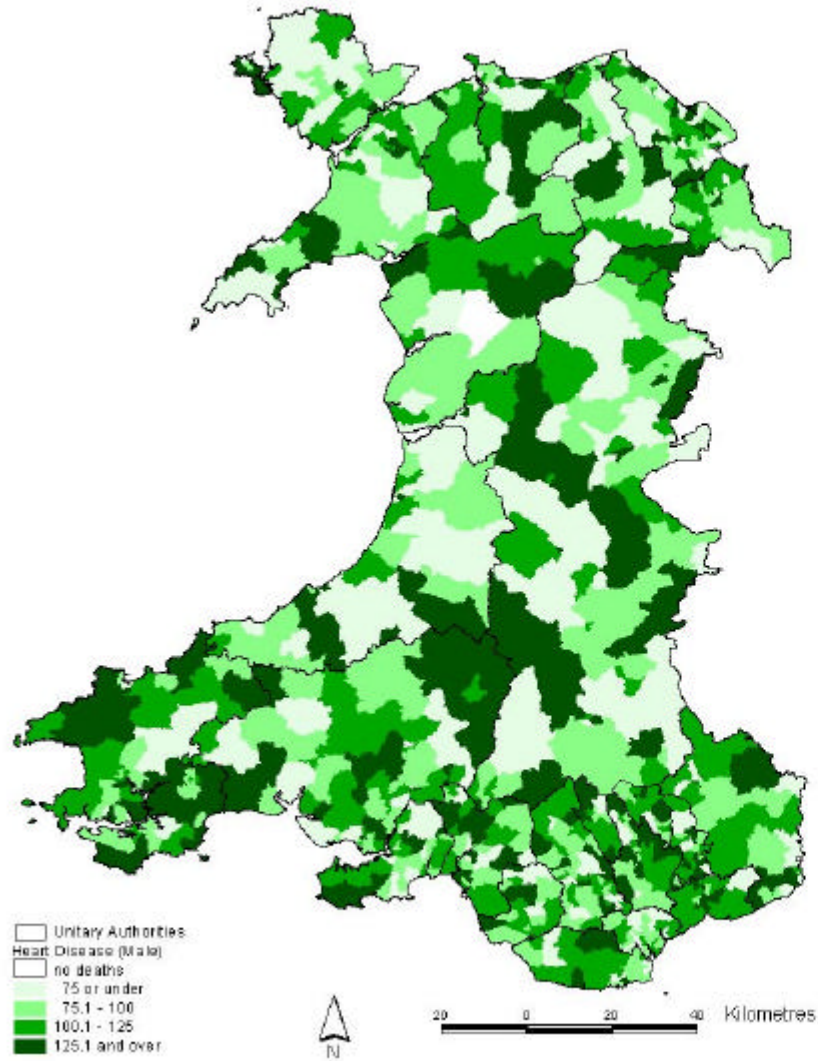 Unitary Authorities
Heart Disease (Male)
no deaths
75 or under
75.1 - 100
100.1 - 125
125.1 and over
N
20 0 20 40 Kilometres